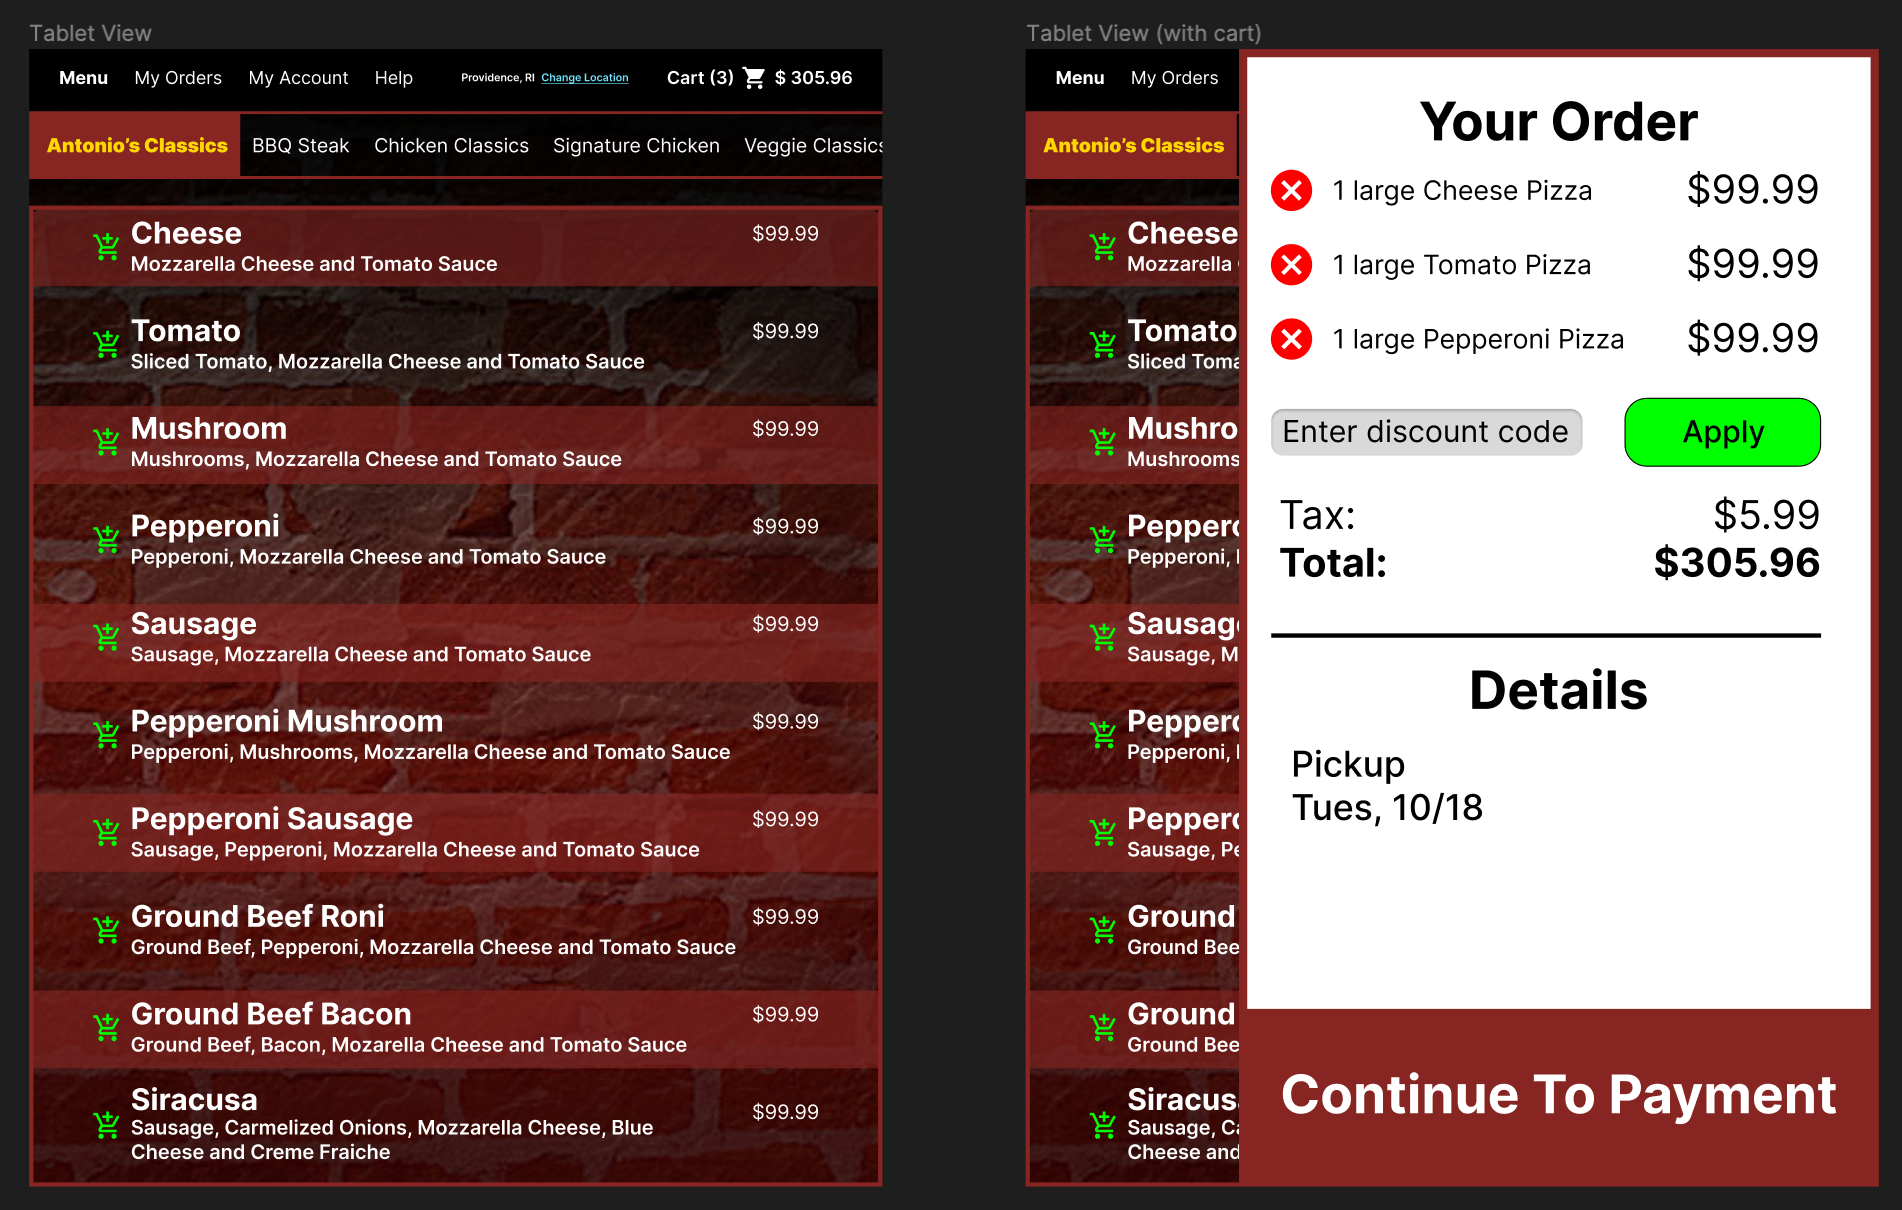 Tablet View
Menu My Orders My Account Help Providence, RI Change Location Cart (3) $ 305.96
Antonio's Classics BBQ Steak Chicken Classics Signature Chicken Veggie Classics
Cheese $99.99
Mozzarella Cheese and Tomato Sauce
Tomato $99.99
Sliced Tomato, Mozzarella Cheese and Tomato Sauce
Mushroom $99.99
Mushrooms, Mozzarella Cheese and Tomato Sauce
Pepperoni $99.99
Pepperoni, Mozzarella Cheese and Tomato Sauce
Sausage $99.99
Sausage, Mozzarella Cheese and Tomato Sauce
Pepperoni Mushroom $99.99
Pepperoni, Mushrooms, Mozzarella Cheese and Tomato Sauce
Pepperoni Sausage $99.99
Sausage, Pepperoni, Mozzarella Cheese and Tomato Sauce
Ground Beef Roni $99.99
Ground Beef, Pepperoni, Mozzarella Cheese and Tomato Sauce
Ground Beef Bacon $99.99
Ground Beef, Bacon, Mozarella Cheese and Tomato Sauce
Siracusa $99.99
Sausage, Carmelized Onions, Mozzarella Cheese, Blue
Cheese and Creme Fraiche
Tablet View (with cart)
Menu My Orders
Antonio's Classics
Cheese
Mozzarella
Tomato
Sliced Toma
Mushro
Mushrooms
Peppero
Pepperoni,
Sausag
Sausage, M
Peppero
Pepperoni,
Peppero
Sausage, Pe
Ground
Ground Bee
Ground
Ground Bee
Siracus
Sausage, Ca
Cheese and
Your Order
1 large Cheese Pizza $99.99
1 large Tomato Pizza $99.99
1 large Pepperoni Pizza $99.99
Enter discount code Apply
Tax: $5.99
Total: $305.96
Details
Pickup
Tues, 10/18
Continue To Payment